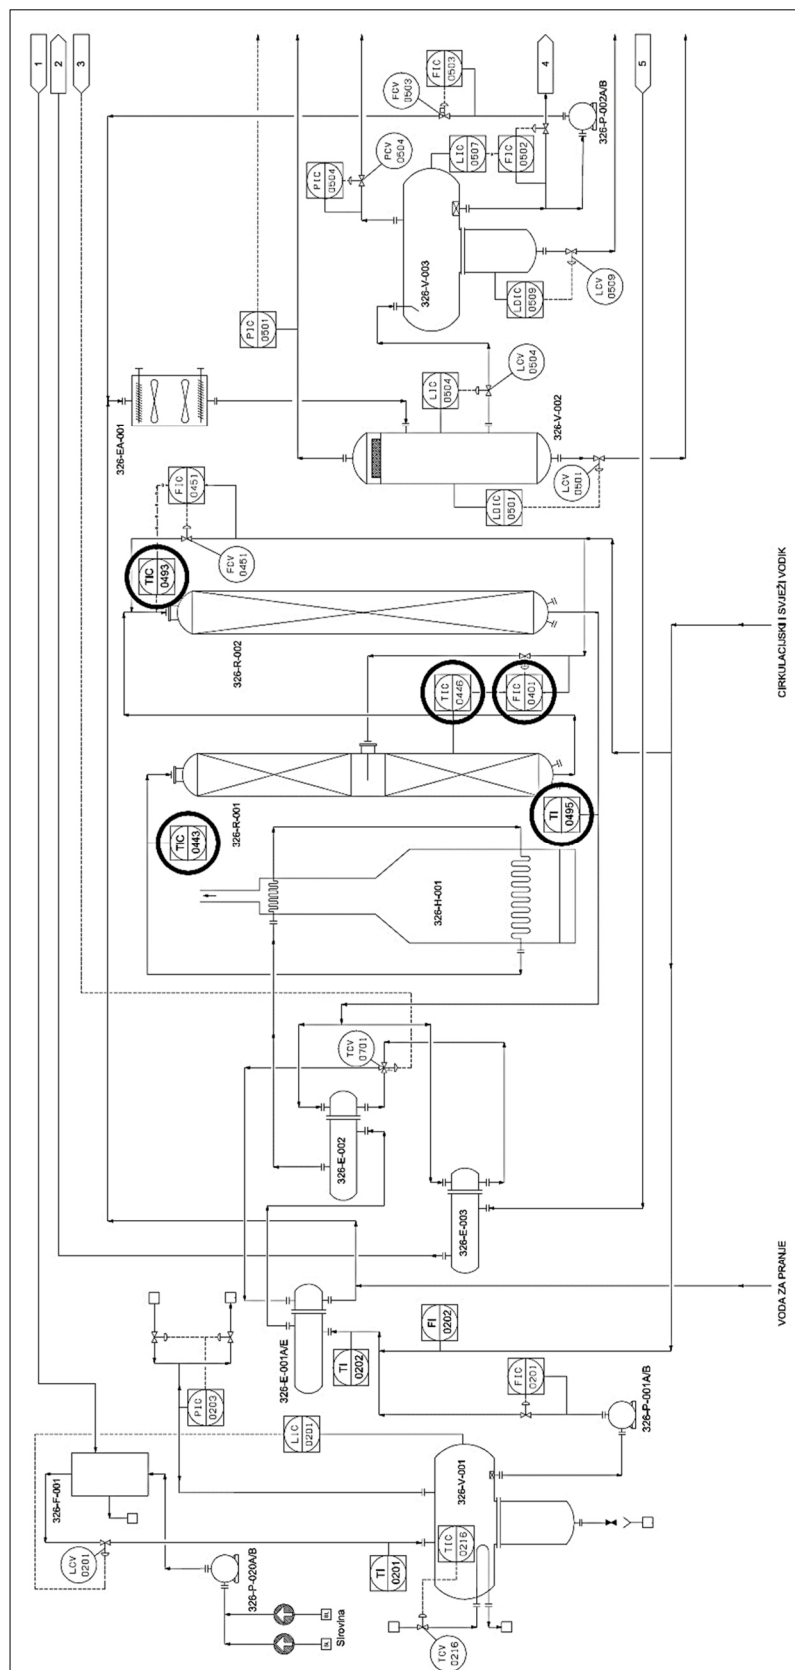 1
2
3
4
5
FIC
0503
FCV
0503
326-P-002A/B
LIC
0507
FIC
0502
PCV
0504
PIC
0504
326-V-003
LCV
0509
LDIC
0509
PIC
0501
326-EA-001
LIC
0504
LCV
0504
326-V-002
LCV
0501
LDIC
0501
FIC
0451
FCV
0451
TIC
0493
326-R-002
TIC
0446
FIC
0401
CIRKULACIJSKI I SVJEŽI VODIK
326-R-001
TIC
0443
TI
0495
326-H-001
TCV
0701
326-E-002
326-E-003
VODA ZA PRANJE
326-E-001A/E
TI
0202
FI
0202
FIC
0201
326-P-001A/B
PIC
0203
LIC
0201
326-F-001
326-V-001
LCV
0201
TI
0201
TIC
0216
326-P-020A/B
Sirovina
TCV
0216